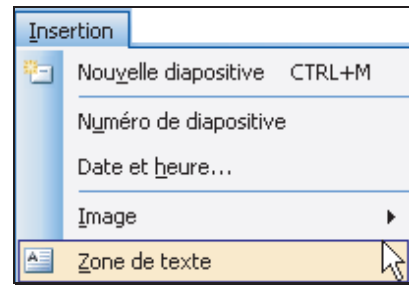 Insertion
Nouvelle diapositive CTRL+M
Numéro de diapositive
Date et heure...
Image
Zone de texte